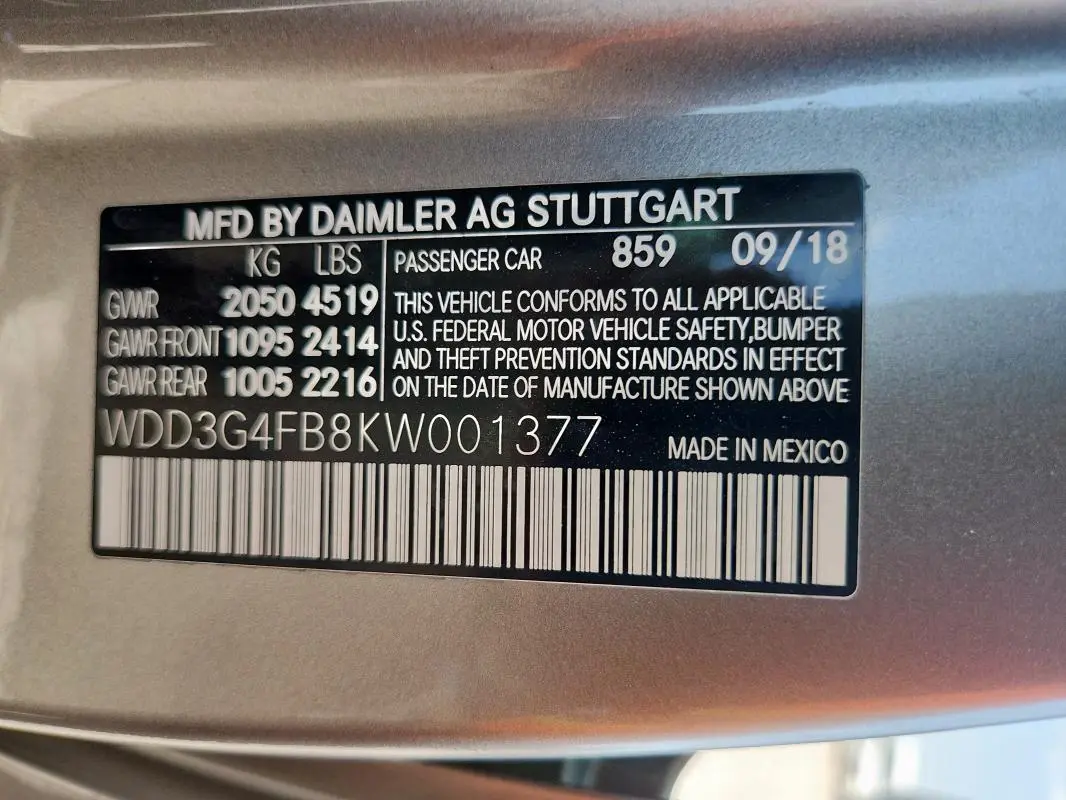 MFD BY DAIMLER AG STUTTGART
KG LBS
GVWR 2050 4519
GAWR FRONT 1095 2414
GAWR REAR 1005 2216
PASSENGER CAR 859 09/18
THIS VEHICLE CONFORMS TO ALL APPLICABLE
U.S. FEDERAL MOTOR VEHICLE SAFETY,BUMPER
AND THEFT PREVENTION STANDARDS IN EFFECT
ON THE DATE OF MANUFACTURE SHOWN ABOVE
WDD3G4FB8KW001377 MADE IN MEXICO